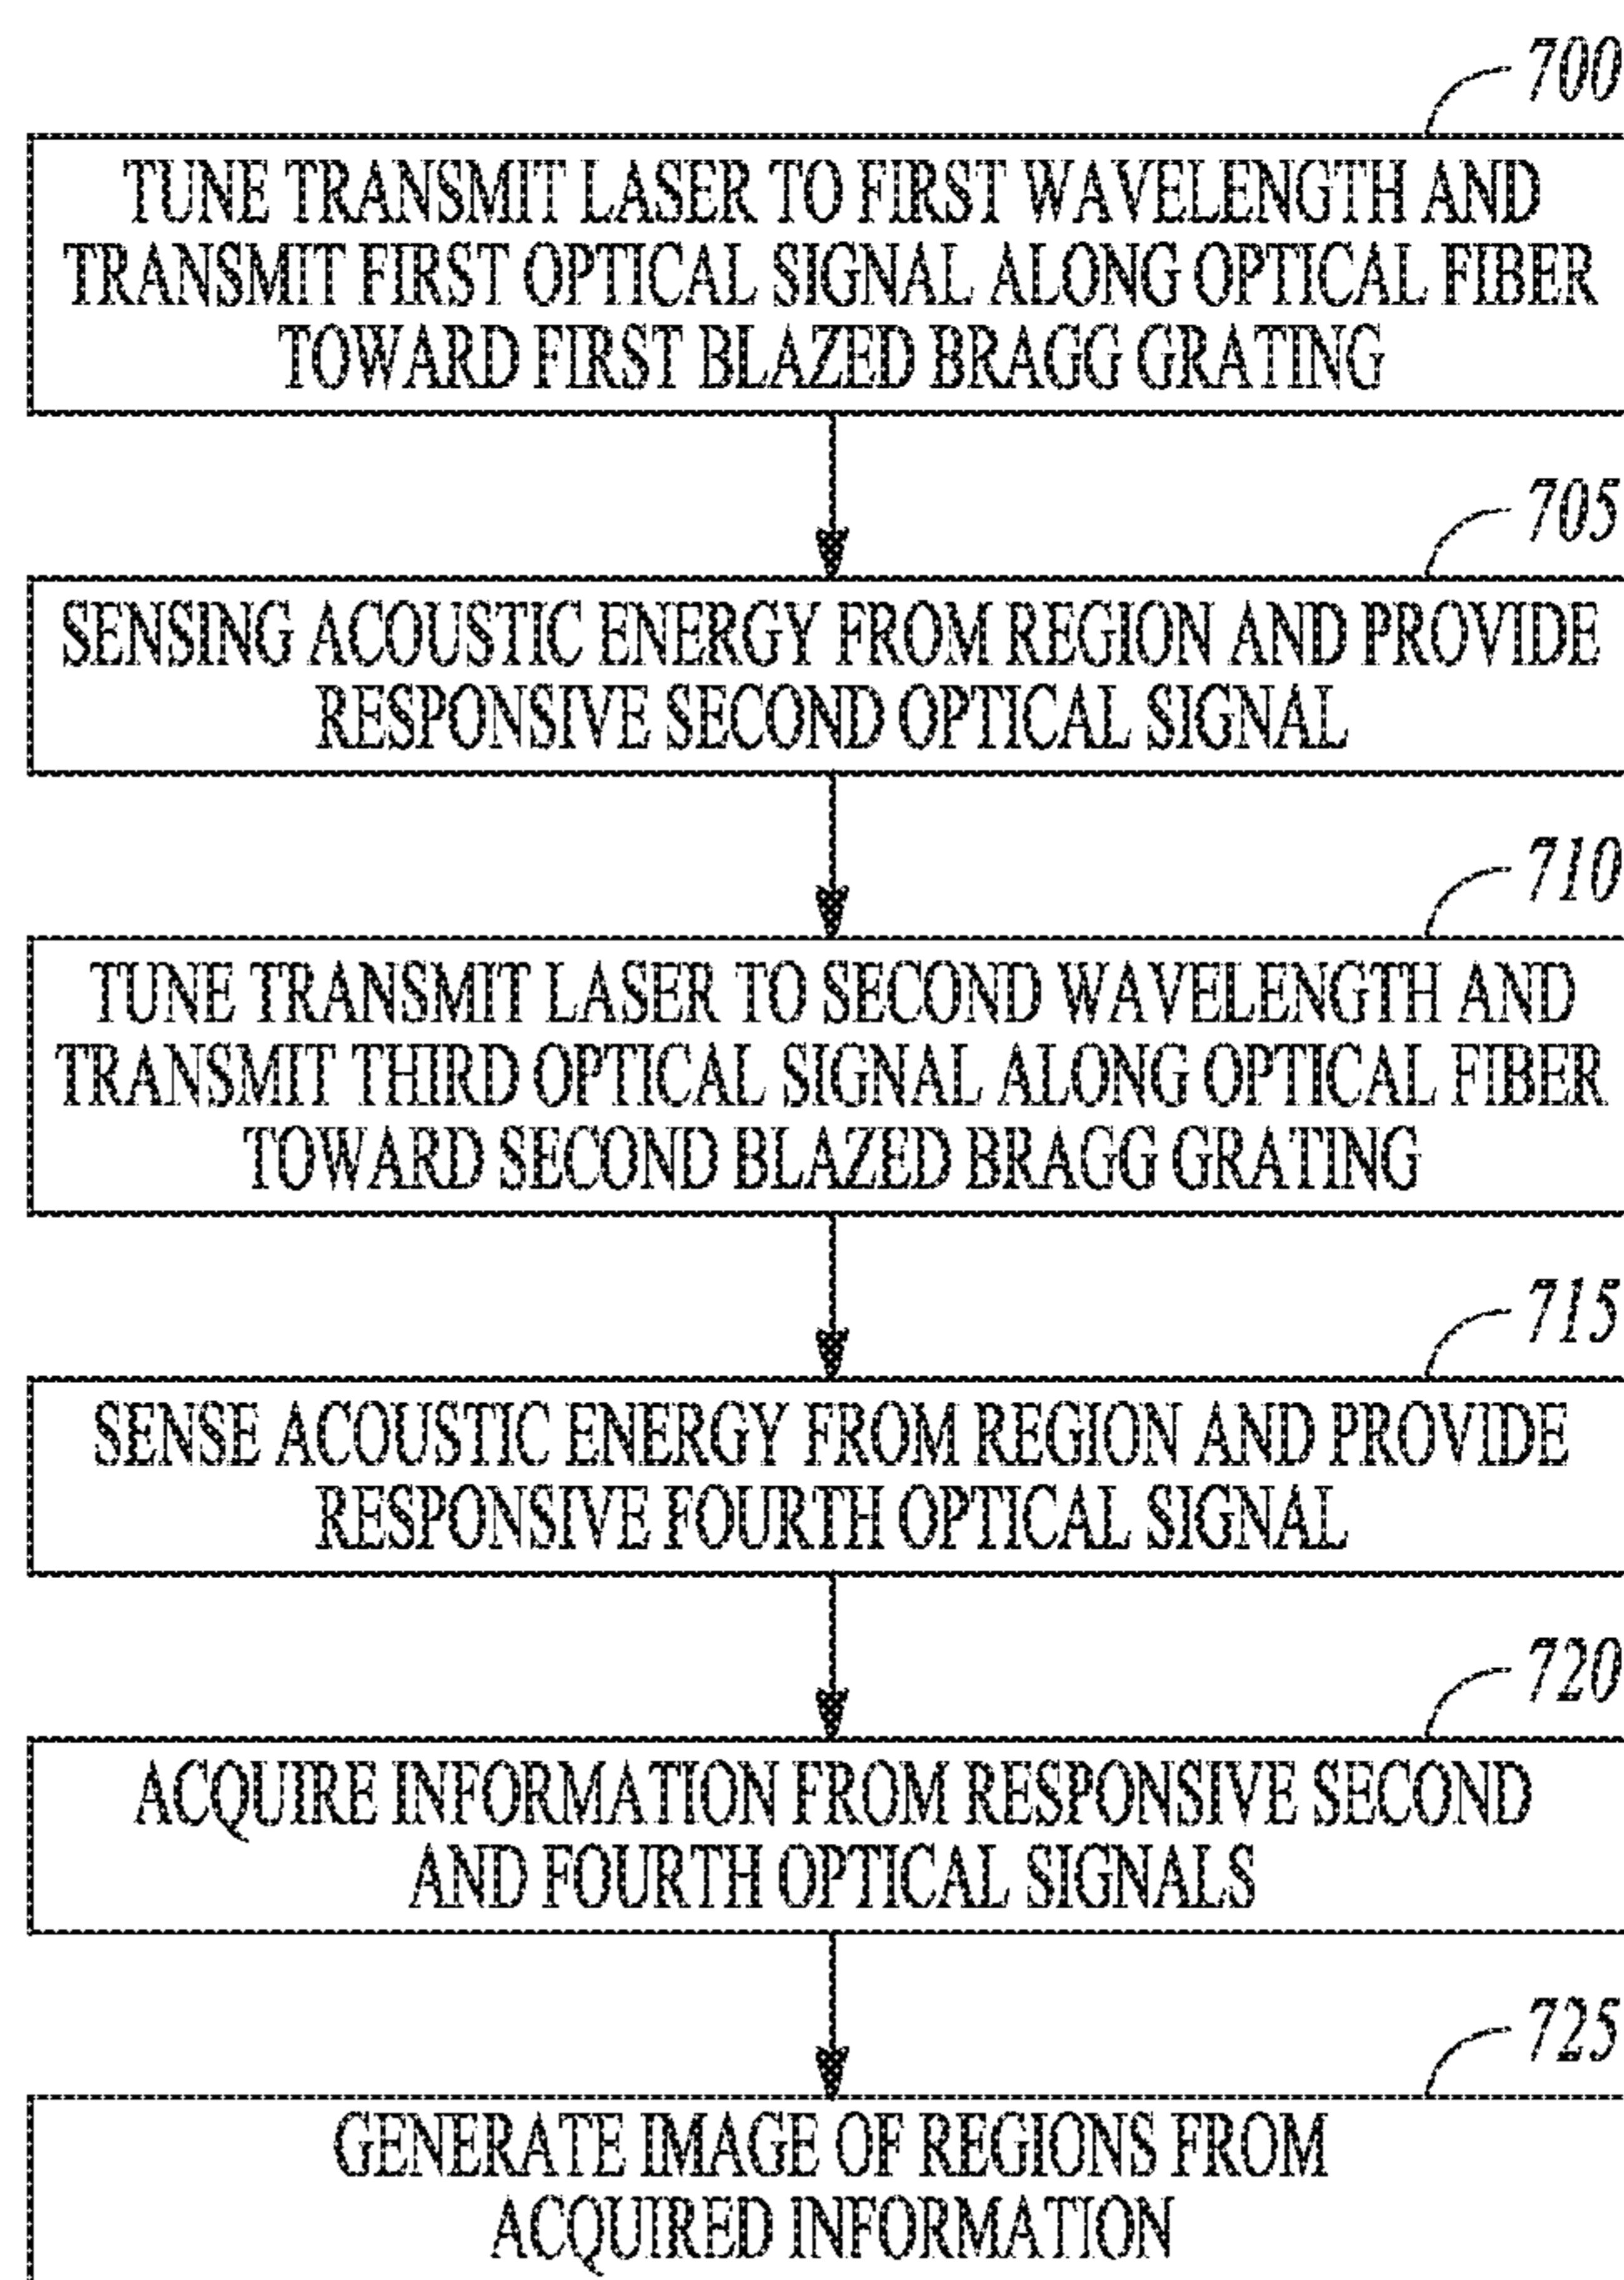 700
TUNE TRANSMIT LASER TO FIRST WAVELENGTH AND
TRANSMIT FIRST OPTICAL SIGNAL ALONG OPTICAL FIBER
TOWARD FIRST BLAZED BRAGG GRATING
705
SENSING ACOUSTIC ENERGY FROM REGION AND PROVIDE
RESPONSIVE SECOND OPTICAL SIGNAL
710
TUNE TRANSMIT LASER TO SECOND WAVELENGTH AND
TRANSMIT THIRD OPTICAL SIGNAL ALONG OPTICAL FIBER
TOWARD SECOND BLAZED BRAGG GRATING
715
SENSE ACOUSTIC ENERGY FROM REGION AND PROVIDE
RESPONSIVE FOURTH OPTICAL SIGNAL
720
ACQUIRE INFORMATION FROM RESPONSIVE SECOND
AND FOURTH OPTICAL SIGNALS
725
GENERATE IMAGE OF REGIONS FROM
ACQUIRED INFORMATION